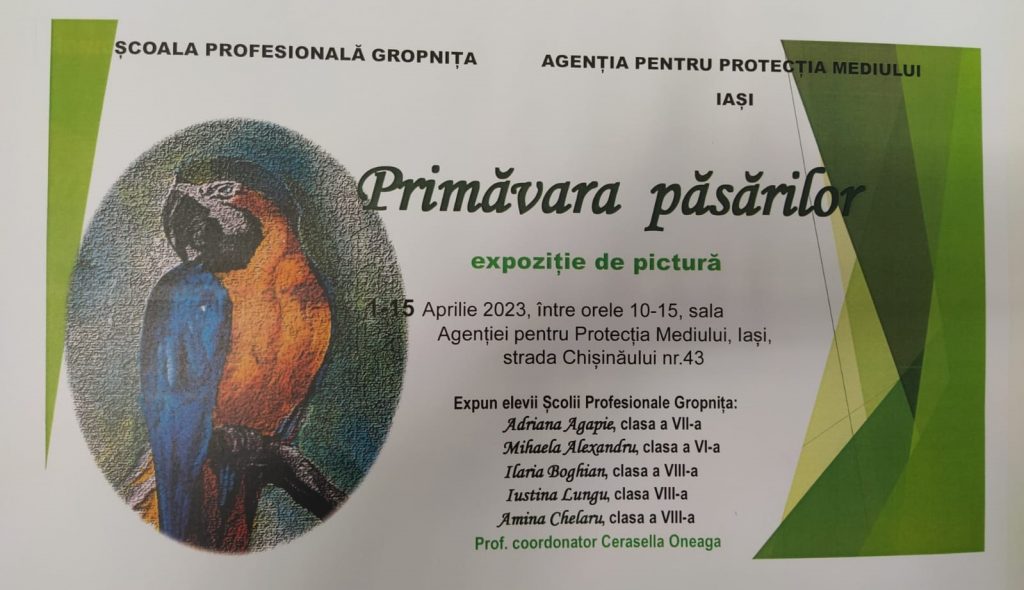 ȘCOALA PROFESIONALĂ GROPNIȚA
AGENȚIA PENTRU PROTECȚIA MEDIULUI
IAȘI
Primăvara păsărilor
expoziție de pictură
1-15 Aprilie 2023, între orele 10-15, sala
Agenției pentru Protecția Mediului, Iași,
strada Chișinăului nr.43
Expun elevii Școlii Profesionale Gropnița:
Adriana Agapie, clasa a VII-a
Mihaela Alexandru, clasa a VI-a
Ilaria Boghian, clasa a VIII-a
Iustina Lungu, clasa VIII-a
Amina Chelaru, clasa a VIII-a
Prof. coordonator Cerasella Oneaga